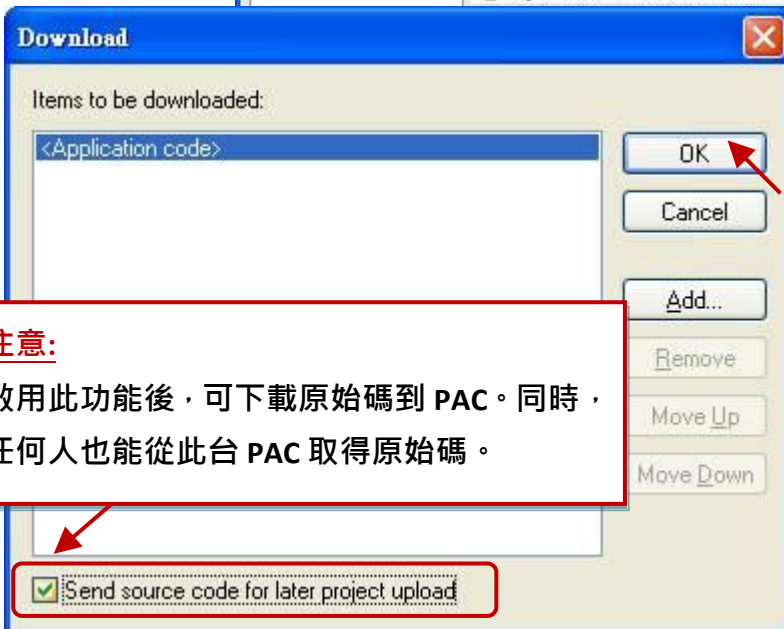 Download
Items to be downloaded:
<Application code>
OK
Cancel
Add...
注意:
啟用此功能後，可下載原始碼到 PAC。同時，
任何人也能從此台 PAC 取得原始碼。
Remove
Move Up
Move Down
Send source code for later project upload